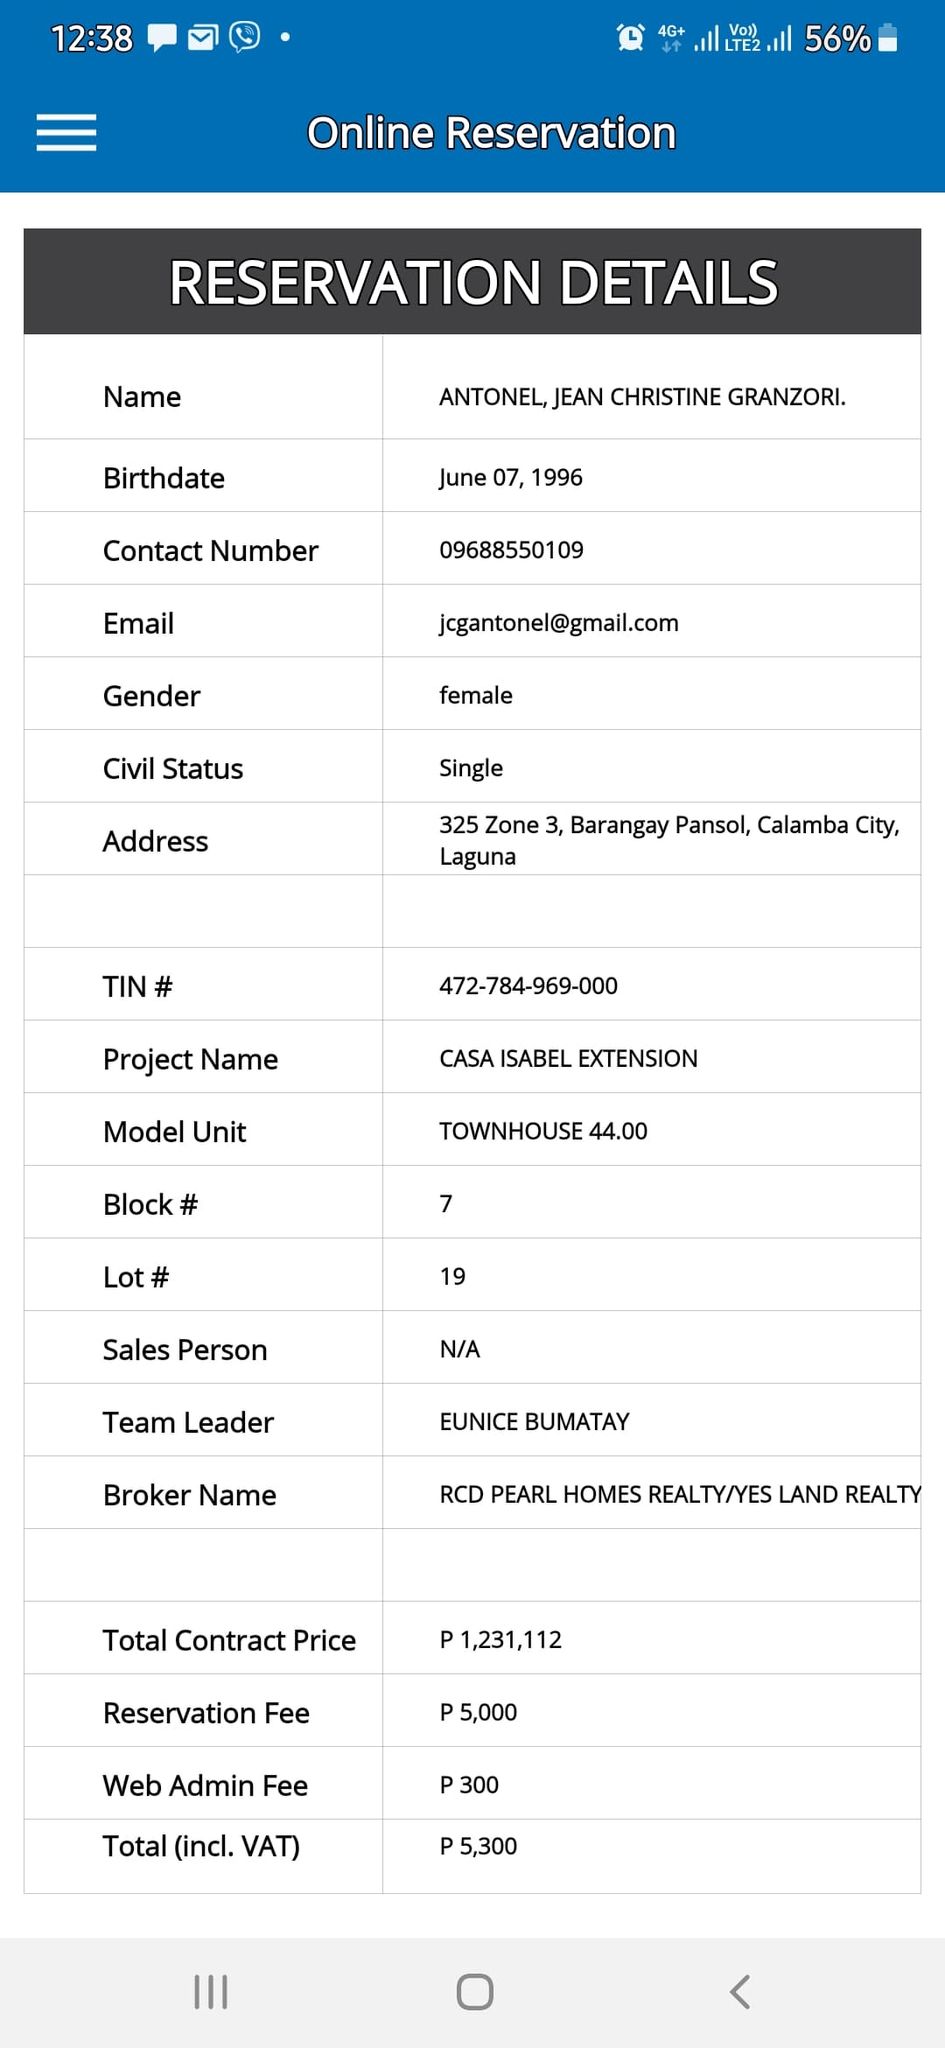 12:38
4G+ Vo)) LTE2 56%
Online Reservation
RESERVATION DETAILS
Name ANTONEL, JEAN CHRISTINE GRANZORI.
Birthdate June 07, 1996
Contact Number 09688550109
Email jcgantonel@gmail.com
Gender female
Civil Status Single
Address 325 Zone 3, Barangay Pansol, Calamba City,
Laguna
TIN # 472-784-969-000
Project Name CASA ISABEL EXTENSION
Model Unit TOWNHOUSE 44.00
Block # 7
Lot # 19
Sales Person N/A
Team Leader EUNICE BUMATAY
Broker Name RCD PEARL HOMES REALTY/YES LAND REALTY
Total Contract Price P 1,231,112
Reservation Fee P 5,000
Web Admin Fee P 300
Total (incl. VAT) P 5,300